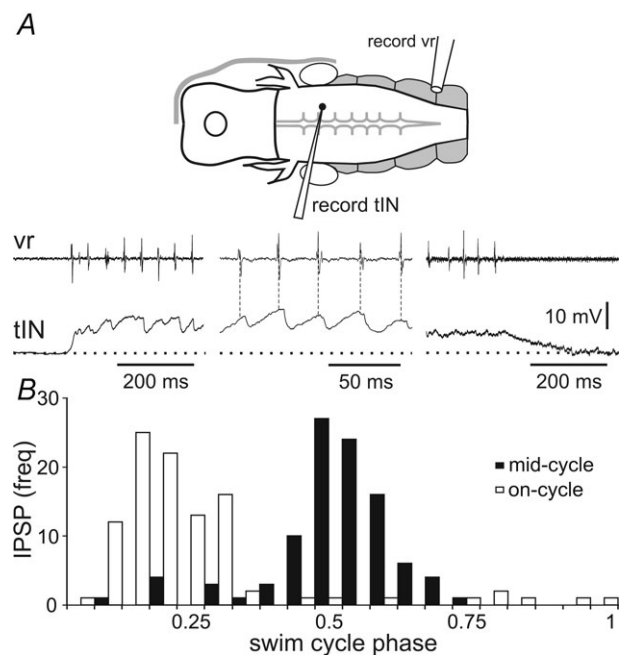 A
record vr
record tIN
vr
tIN
10 mV
200 ms
50 ms
200 ms
B
30
20
10
0
IPSP (freq)
mid-cycle
on-cycle
0.25
0.5
0.75
1
swim cycle phase